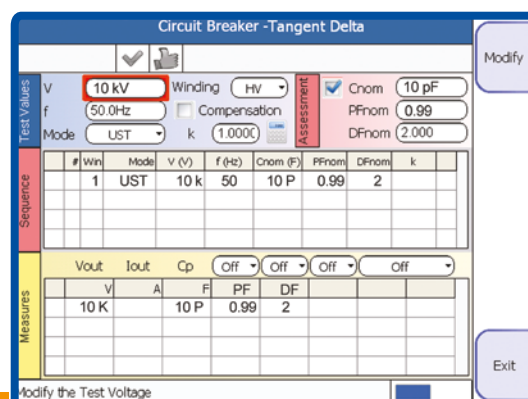 Circuit Breaker -Tangent Delta
Modify
Test Values
V 10 kV Winding HV
f 50.0Hz Compensation
Mode UST k 1.000C
Assessment
Cnom 10 pF
PFnom 0.99
DFnom 2.000
Sequence
# Win Mode V (V) f (Hz) Cnom (F) PFnom DFnom k
1 UST 10 k 50 10 P 0.99 2
Measures
Vout Iout Cp Off Off Off Off
V A F PF DF
10 K 10 P 0.99 2
Exit
Modify the Test Voltage